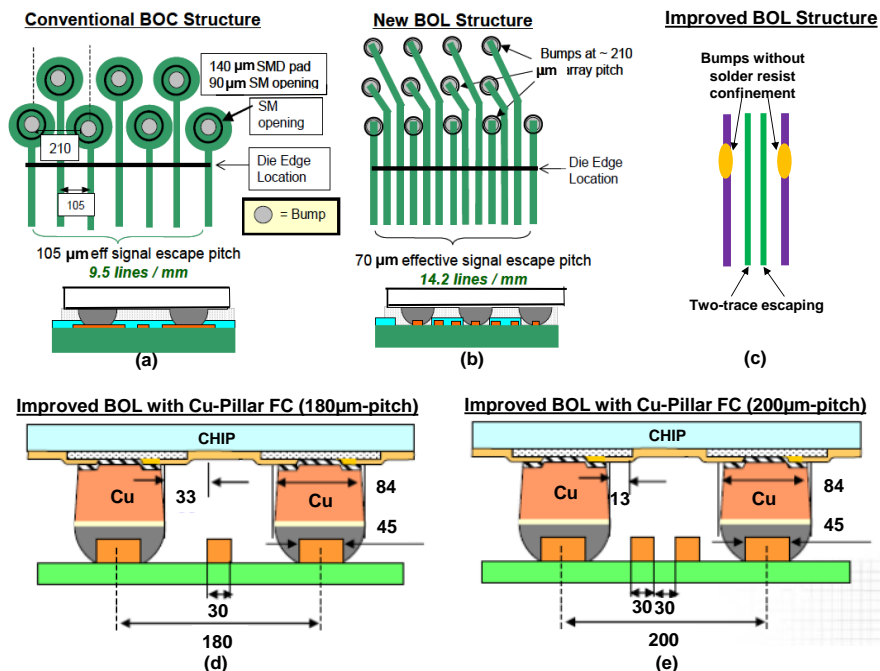 Conventional BOC Structure
140 µm SMD pad
90µm SM opening
SM
opening
210
Die Edge
Location
105
= Bump
105 µm eff signal escape pitch
9.5 lines / mm
(a)
New BOL Structure
Bumps at ~ 210
µm array pitch
Die Edge
Location
70 µm effective signal escape pitch
14.2 lines / mm
(b)
Improved BOL Structure
Bumps without
solder resist
confinement
Two-trace escaping
(c)
Improved BOL with Cu-Pillar FC (180µm-pitch)
CHIP
Cu
33
Cu
84
45
30
180
(d)
Improved BOL with Cu-Pillar FC (200µm-pitch)
CHIP
Cu
13
Cu
84
45
30 30
200
(e)